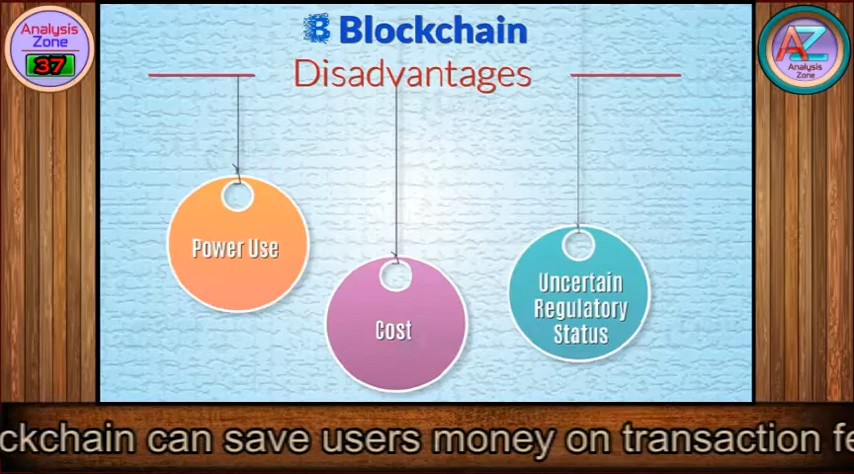 Analysis
Zone
37
Blockchain
Disadvantages
AZ
Analysis
Zone
Power Use
Cost
Uncertain
Regulatory
Status
ckchain can save users money on transaction fe